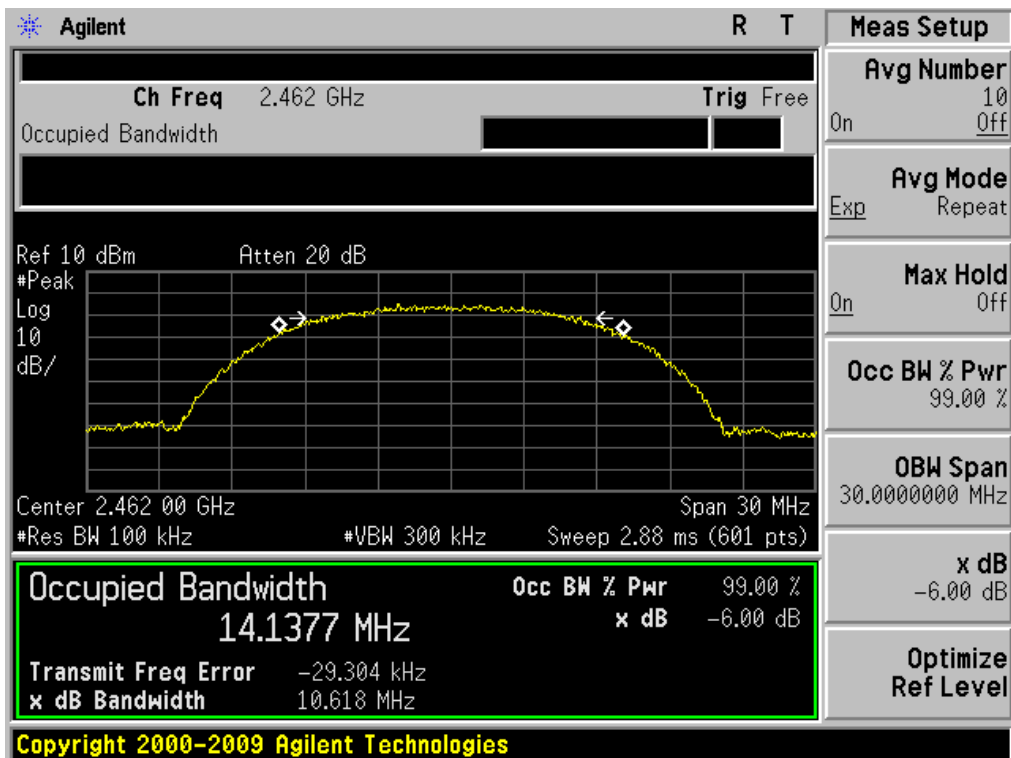 Agilent R T
Ch Freq 2.462 GHz Trig Free
Occupied Bandwidth
Ref 10 dBm Atten 20 dB
#Peak
Log
10
dB/
Center 2.462 00 GHz Span 30 MHz
#Res BW 100 kHz #VBW 300 kHz Sweep 2.88 ms (601 pts)
Occupied Bandwidth Occ BW % Pwr 99.00 %
14.1377 MHz x dB -6.00 dB
Transmit Freq Error -29.304 kHz
x dB Bandwidth 10.618 MHz
Copyright 2000-2009 Agilent Technologies
Meas Setup
Avg Number
10
On Off
Avg Mode
Exp Repeat
Max Hold
On Off
Occ BW % Pwr
99.00 %
OBW Span
30.0000000 MHz
x dB
-6.00 dB
Optimize
Ref Level